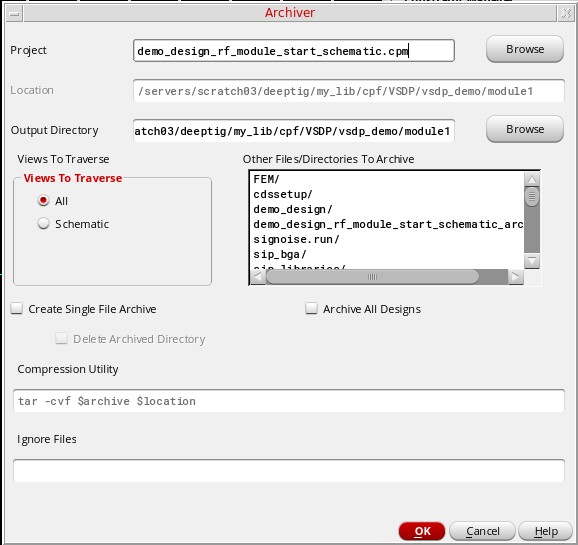 Archiver
Project
demo_design_rf_module_start_schematic.cpm
Browse
Location
/servers/scratch03/deeptig/my_lib/cpf/VSDP/vsdp_demo/module1
Output Directory
atch03/deeptig/my_lib/cpf/VSDP/vsdp_demo/module1
Browse
Views To Traverse
Other Files/Directories To Archive
Views To Traverse
All
Schematic
FEM/
cdssetup/
demo_design/
demo_design_rf_module_start_schematic_arc
signoise.run/
sip_bga/
sip_libraries/
Create Single File Archive
Archive All Designs
Delete Archived Directory
Compression Utility
tar -cvf $archive $location
Ignore Files
OK
Cancel
Help